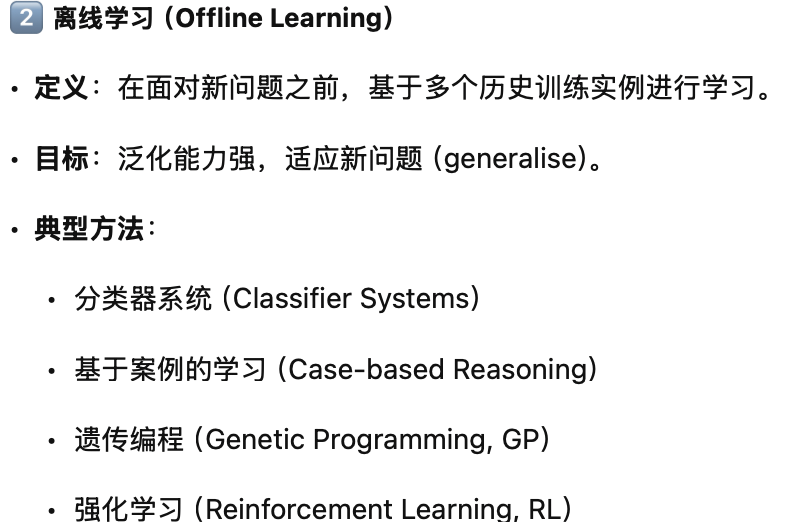 2️⃣ 离线学习（Offline Learning）
• 定义：在面对新问题之前，基于多个历史训练实例进行学习。
• 目标：泛化能力强，适应新问题（generalise）。
• 典型方法：
• 分类器系统（Classifier Systems）
• 基于案例的学习（Case-based Reasoning）
• 遗传编程（Genetic Programming, GP）
• 强化学习（Reinforcement Learning, RL）